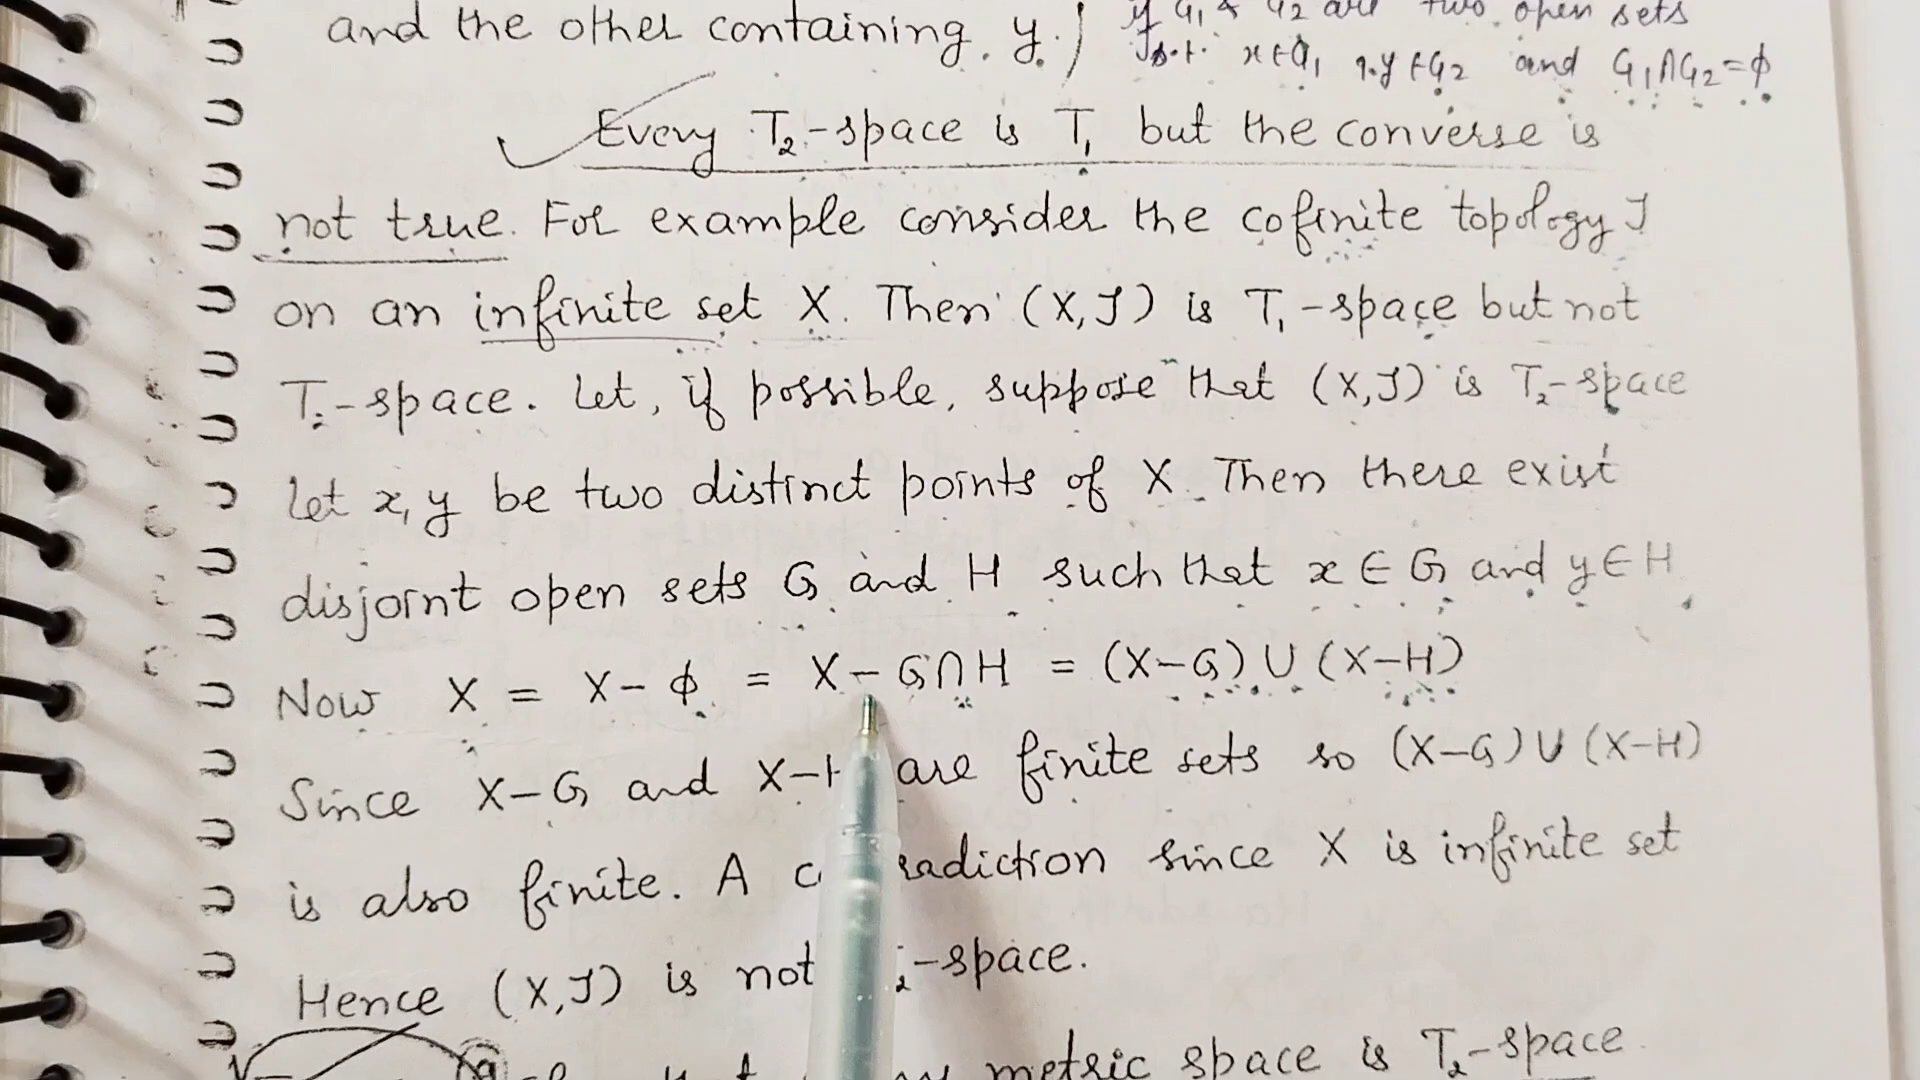 and the other containing y.) if G1 & G2 are two open sets
s.t. x∈G1, y∈G2 and G1∩G2=ϕ
Every T2-space is T1 but the converse is
not true. For example consider the cofinite topology J
on an infinite set X. Then (X,J) is T1-space but not
T2-space. Let, if possible, suppose that (X,J) is T2-space
Let x,y be two distinct points of X. Then there exist
disjoint open sets G and H such that x∈G and y∈H
Now X = X-ϕ = X-G∩H = (X-G)∪(X-H)
Since X-G and X-H are finite sets so (X-G)∪(X-H)
is also finite. A contradiction since X is infinite set
Hence (X,J) is not T2-space.
metric space is T2-space.